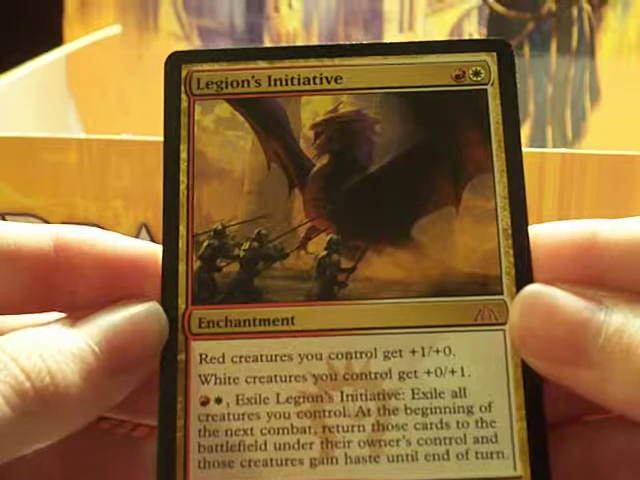 Legion's Initiative
Enchantment
Red creatures you control get +1/+0.
White creatures you control get +0/+1.
, Exile Legion's Initiative: Exile all
creatures you control. At the beginning of
the next combat, return those cards to the
battlefield under their owner's control and
those creatures gain haste until end of turn.